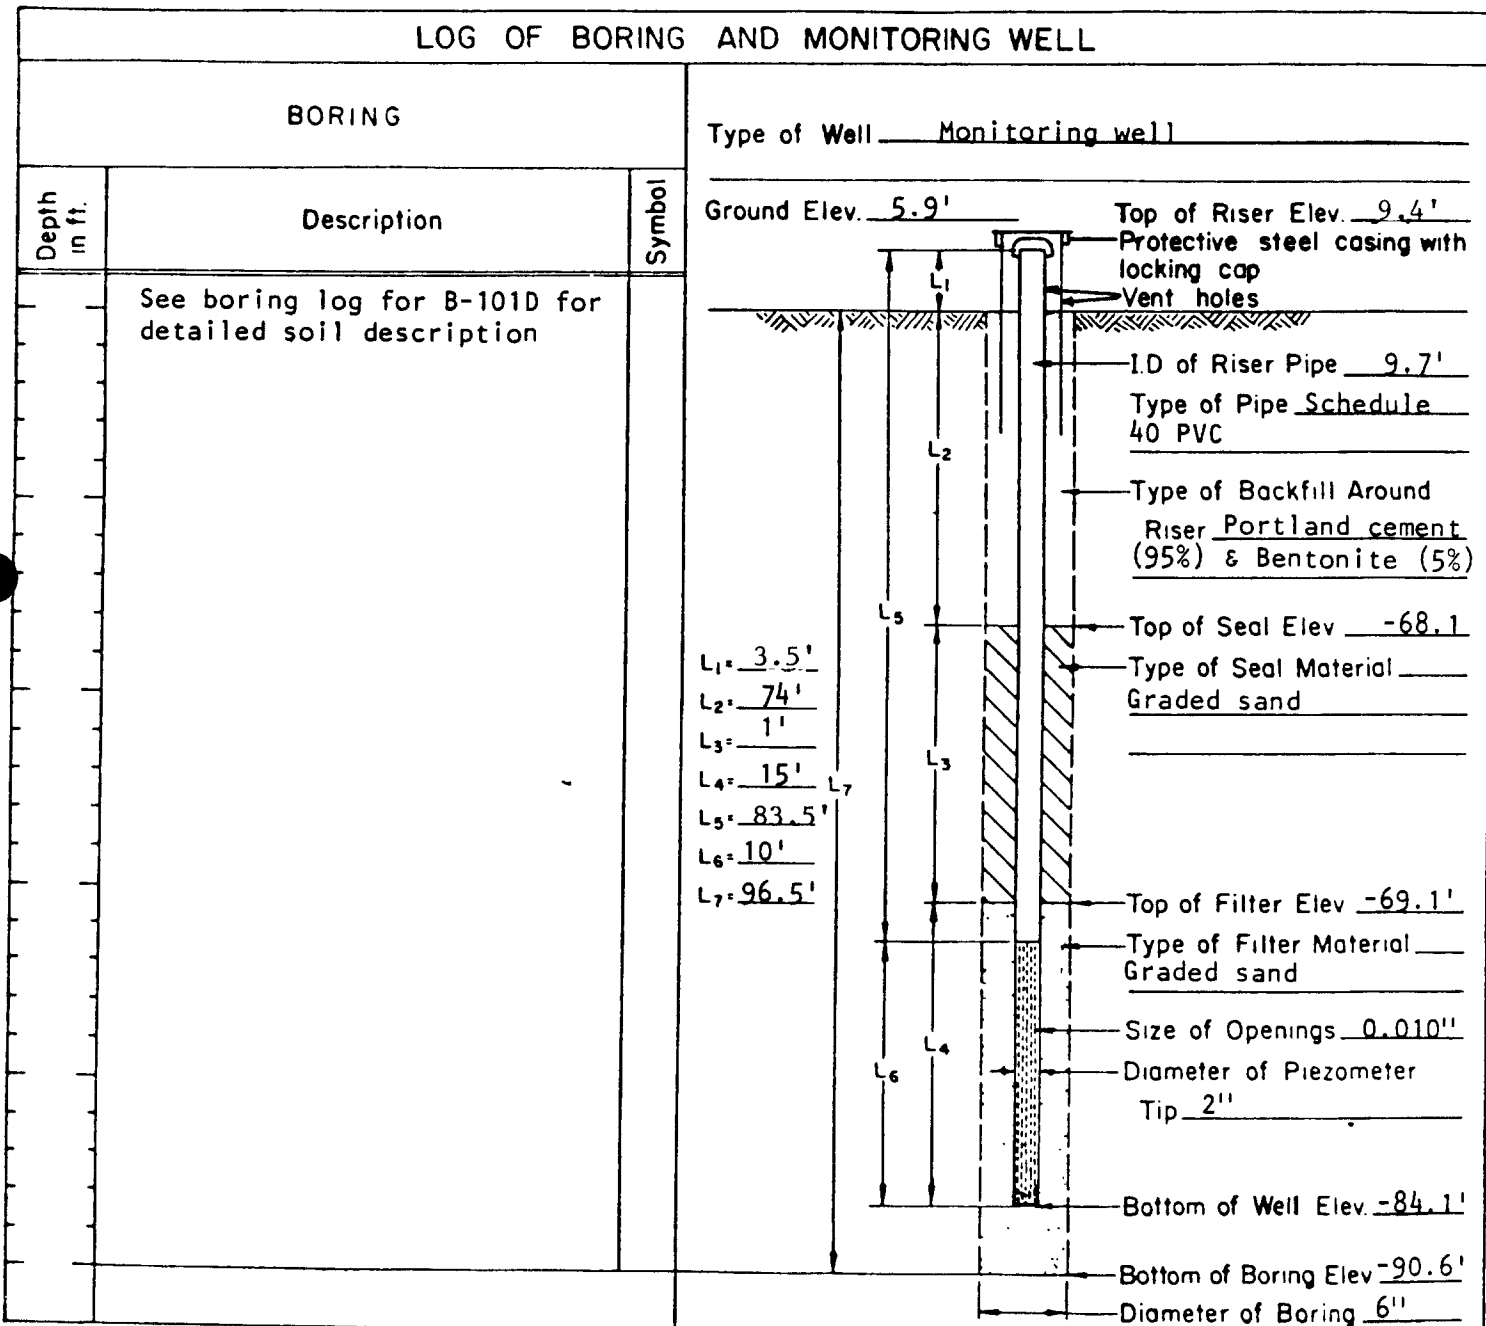 LOG OF BORING AND MONITORING WELL
BORING
Depth in ft.
Description
Symbol
See boring log for B-101D for
detailed soil description
Type of Well Monitoring well
Ground Elev. 5.9'
Top of Riser Elev. 9.4'
Protective steel casing with
locking cap
Vent holes
I.D of Riser Pipe 9.7'
Type of Pipe Schedule
40 PVC
Type of Backfill Around
Riser Portland cement
(95%) & Bentonite (5%)
Top of Seal Elev -68.1
Type of Seal Material
Graded sand
L₁
L₂
L₅
L₃
L₇
L₁= 3.5'
L₂= 74'
L₃= 1'
L₄= 15'
L₅= 83.5'
L₆= 10'
L₇= 96.5'
Top of Filter Elev -69.1'
Type of Filter Material
Graded sand
Size of Openings 0.010"
L₄
L₆
Diameter of Piezometer
Tip 2"
Bottom of Well Elev. -84.1'
Bottom of Boring Elev -90.6'
Diameter of Boring 6"